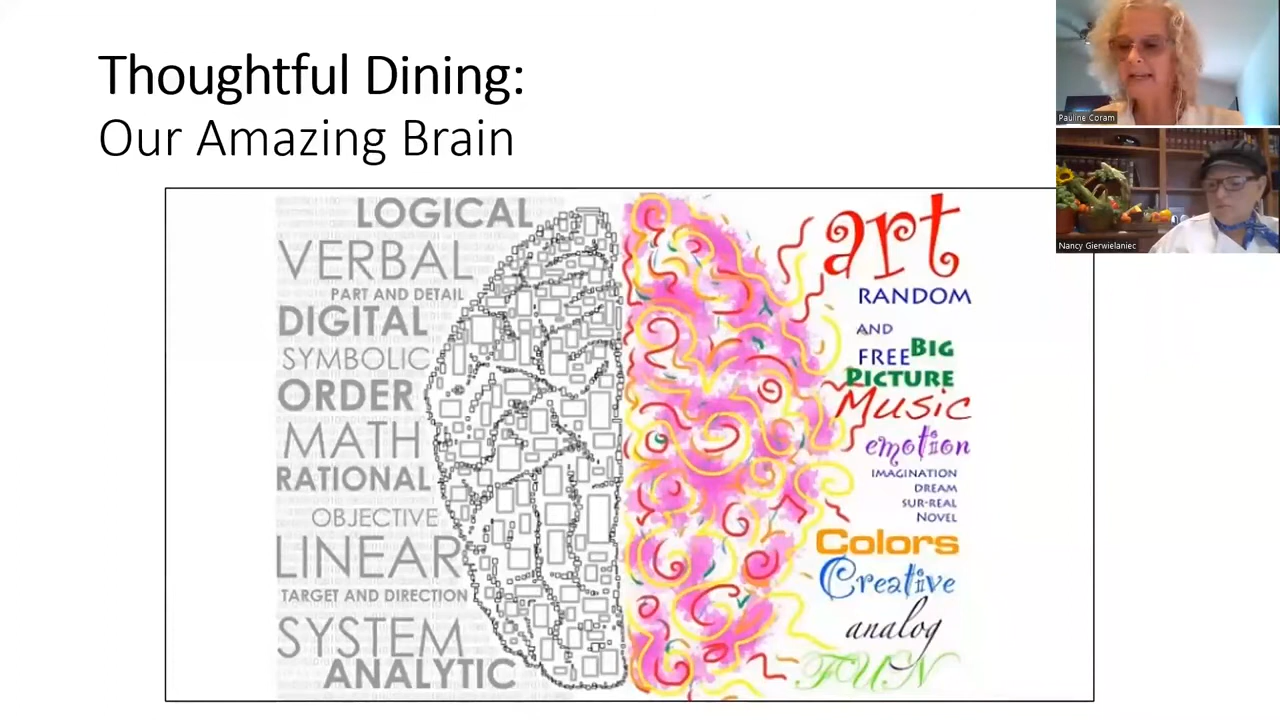 Thoughtful Dining:
Our Amazing Brain
LOGICAL
VERBAL
PART AND DETAIL
DIGITAL
SYMBOLIC
ORDER
MATH
RATIONAL
OBJECTIVE
LINEAR
TARGET AND DIRECTION
SYSTEM
ANALYTIC
art
RANDOM
AND
FREE
BIG
PICTURE
Music
emotion
IMAGINATION
DREAM
SUR-REAL
NOVEL
Colors
Creative
analog
FUN
Pauline Coram
Nancy Gierwielaniec